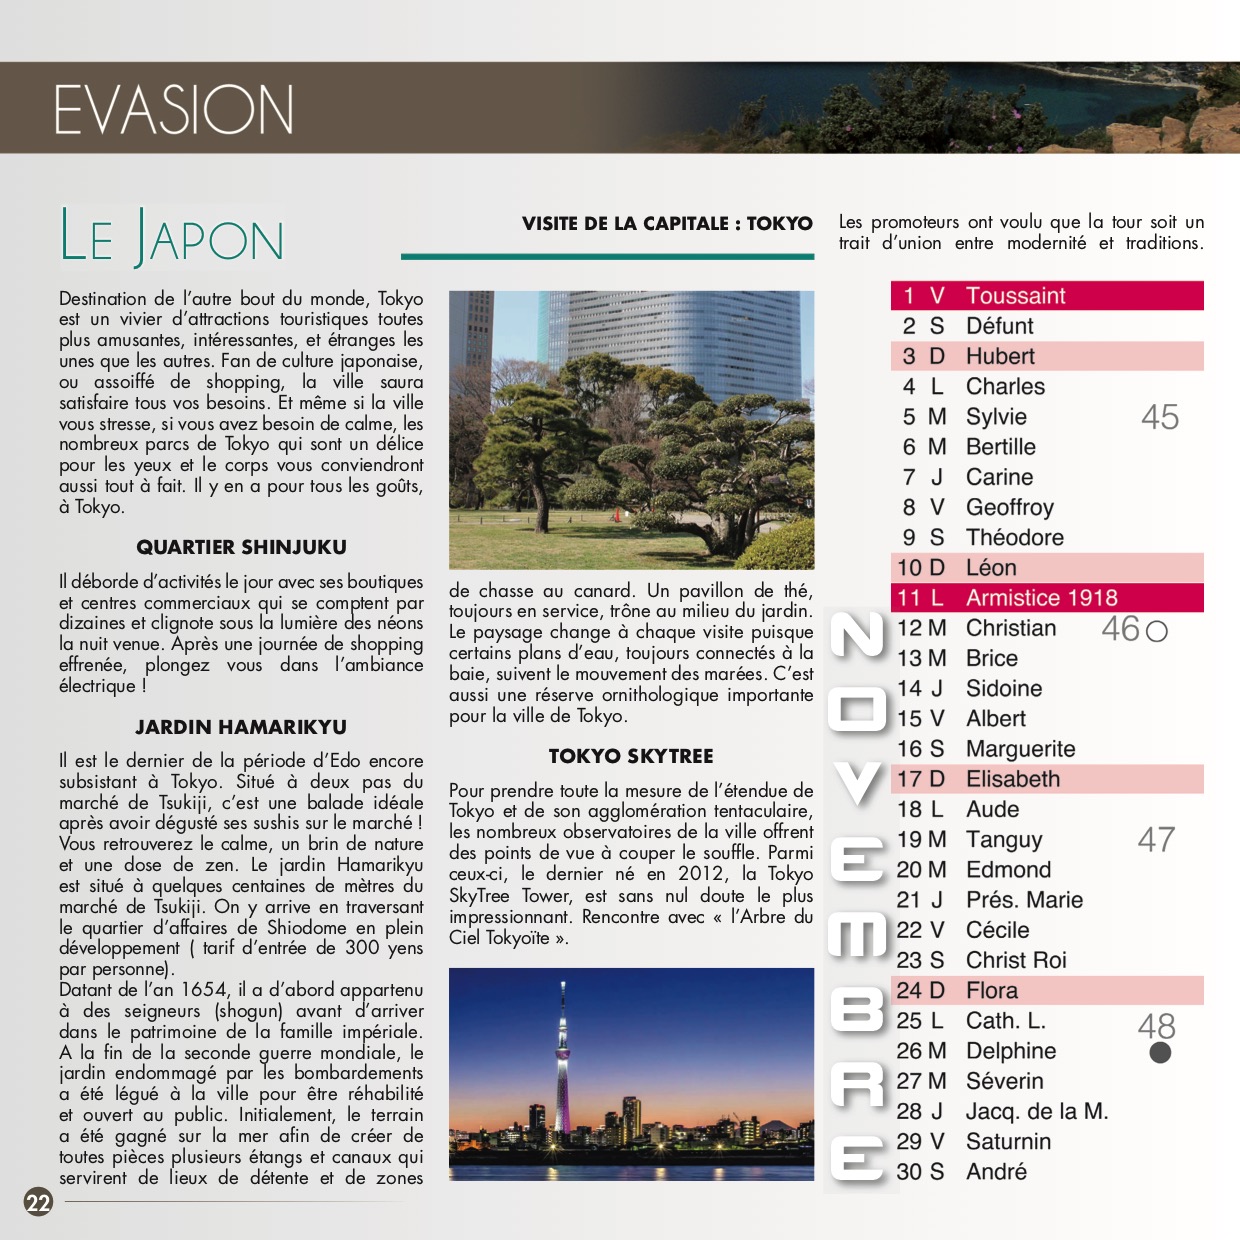 EVASION
LE JAPON
Destination de l'autre bout du monde, Tokyo
est un vivier d'attractions touristiques toutes
plus amusantes, intéressantes, et étranges les
unes que les autres. Fan de culture japonaise,
ou assoiffé de shopping, la ville saura
satisfaire tous vos besoins. Et même si la ville
vous stresse, si vous avez besoin de calme, les
nombreux parcs de Tokyo qui sont un délice
pour les yeux et le corps vous conviendront
aussi tout à fait. Il y en a pour tous les goûts,
à Tokyo.
QUARTIER SHINJUKU
Il déborde d'activités le jour avec ses boutiques
et centres commerciaux qui se comptent par
dizaines et clignote sous la lumière des néons
la nuit venue. Après une journée de shopping
effrenée, plongez vous dans l'ambiance
électrique !
JARDIN HAMARIKYU
Il est le dernier de la période d'Edo encore
subsistant à Tokyo. Situé à deux pas du
marché de Tsukiji, c'est une balade idéale
après avoir dégusté ses sushis sur le marché !
Vous retrouverez le calme, un brin de nature
et une dose de zen. Le jardin Hamarikyu
est situé à quelques centaines de mètres du
marché de Tsukiji. On y arrive en traversant
le quartier d'affaires de Shiodome en plein
développement ( tarif d'entrée de 300 yens
par personne).
Datant de l'an 1654, il a d'abord appartenu
à des seigneurs (shogun) avant d'arriver
dans le patrimoine de la famille impériale.
A la fin de la seconde guerre mondiale, le
jardin endommagé par les bombardements
a été légué à la ville pour être réhabilité
et ouvert au public. Initialement, le terrain
a été gagné sur la mer afin de créer de
toutes pièces plusieurs étangs et canaux qui
servirent de lieux de détente et de zones
22
VISITE DE LA CAPITALE : TOKYO
de chasse au canard. Un pavillon de thé,
toujours en service, trône au milieu du jardin.
Le paysage change à chaque visite puisque
certains plans d'eau, toujours connectés à la
baie, suivent le mouvement des marées. C'est
aussi une réserve ornithologique importante
pour la ville de Tokyo.
TOKYO SKYTREE
Pour prendre toute la mesure de l'étendue de
Tokyo et de son agglomération tentaculaire,
les nombreux observatoires de la ville offrent
des points de vue à couper le souffle. Parmi
ceux-ci, le dernier né en 2012, la Tokyo
SkyTree Tower, est sans nul doute le plus
impressionnant. Rencontre avec « l'Arbre du
Ciel Tokyoïte ».
Les promoteurs ont voulu que la tour soit un
trait d'union entre modernité et traditions.
NOVEMBRE
1 V Toussaint
2 S Défunt
3 D Hubert
4 L Charles
5 M Sylvie 45
6 M Bertille
7 J Carine
8 V Geoffroy
9 S Théodore
10 D Léon
11 L Armistice 1918
12 M Christian 46
13 M Brice
14 J Sidoine
15 V Albert
16 S Marguerite
17 D Elisabeth
18 L Aude
19 M Tanguy 47
20 M Edmond
21 J Prés. Marie
22 V Cécile
23 S Christ Roi
24 D Flora
25 L Cath. L. 48
26 M Delphine
27 M Séverin
28 J Jacq. de la M.
29 V Saturnin
30 S André